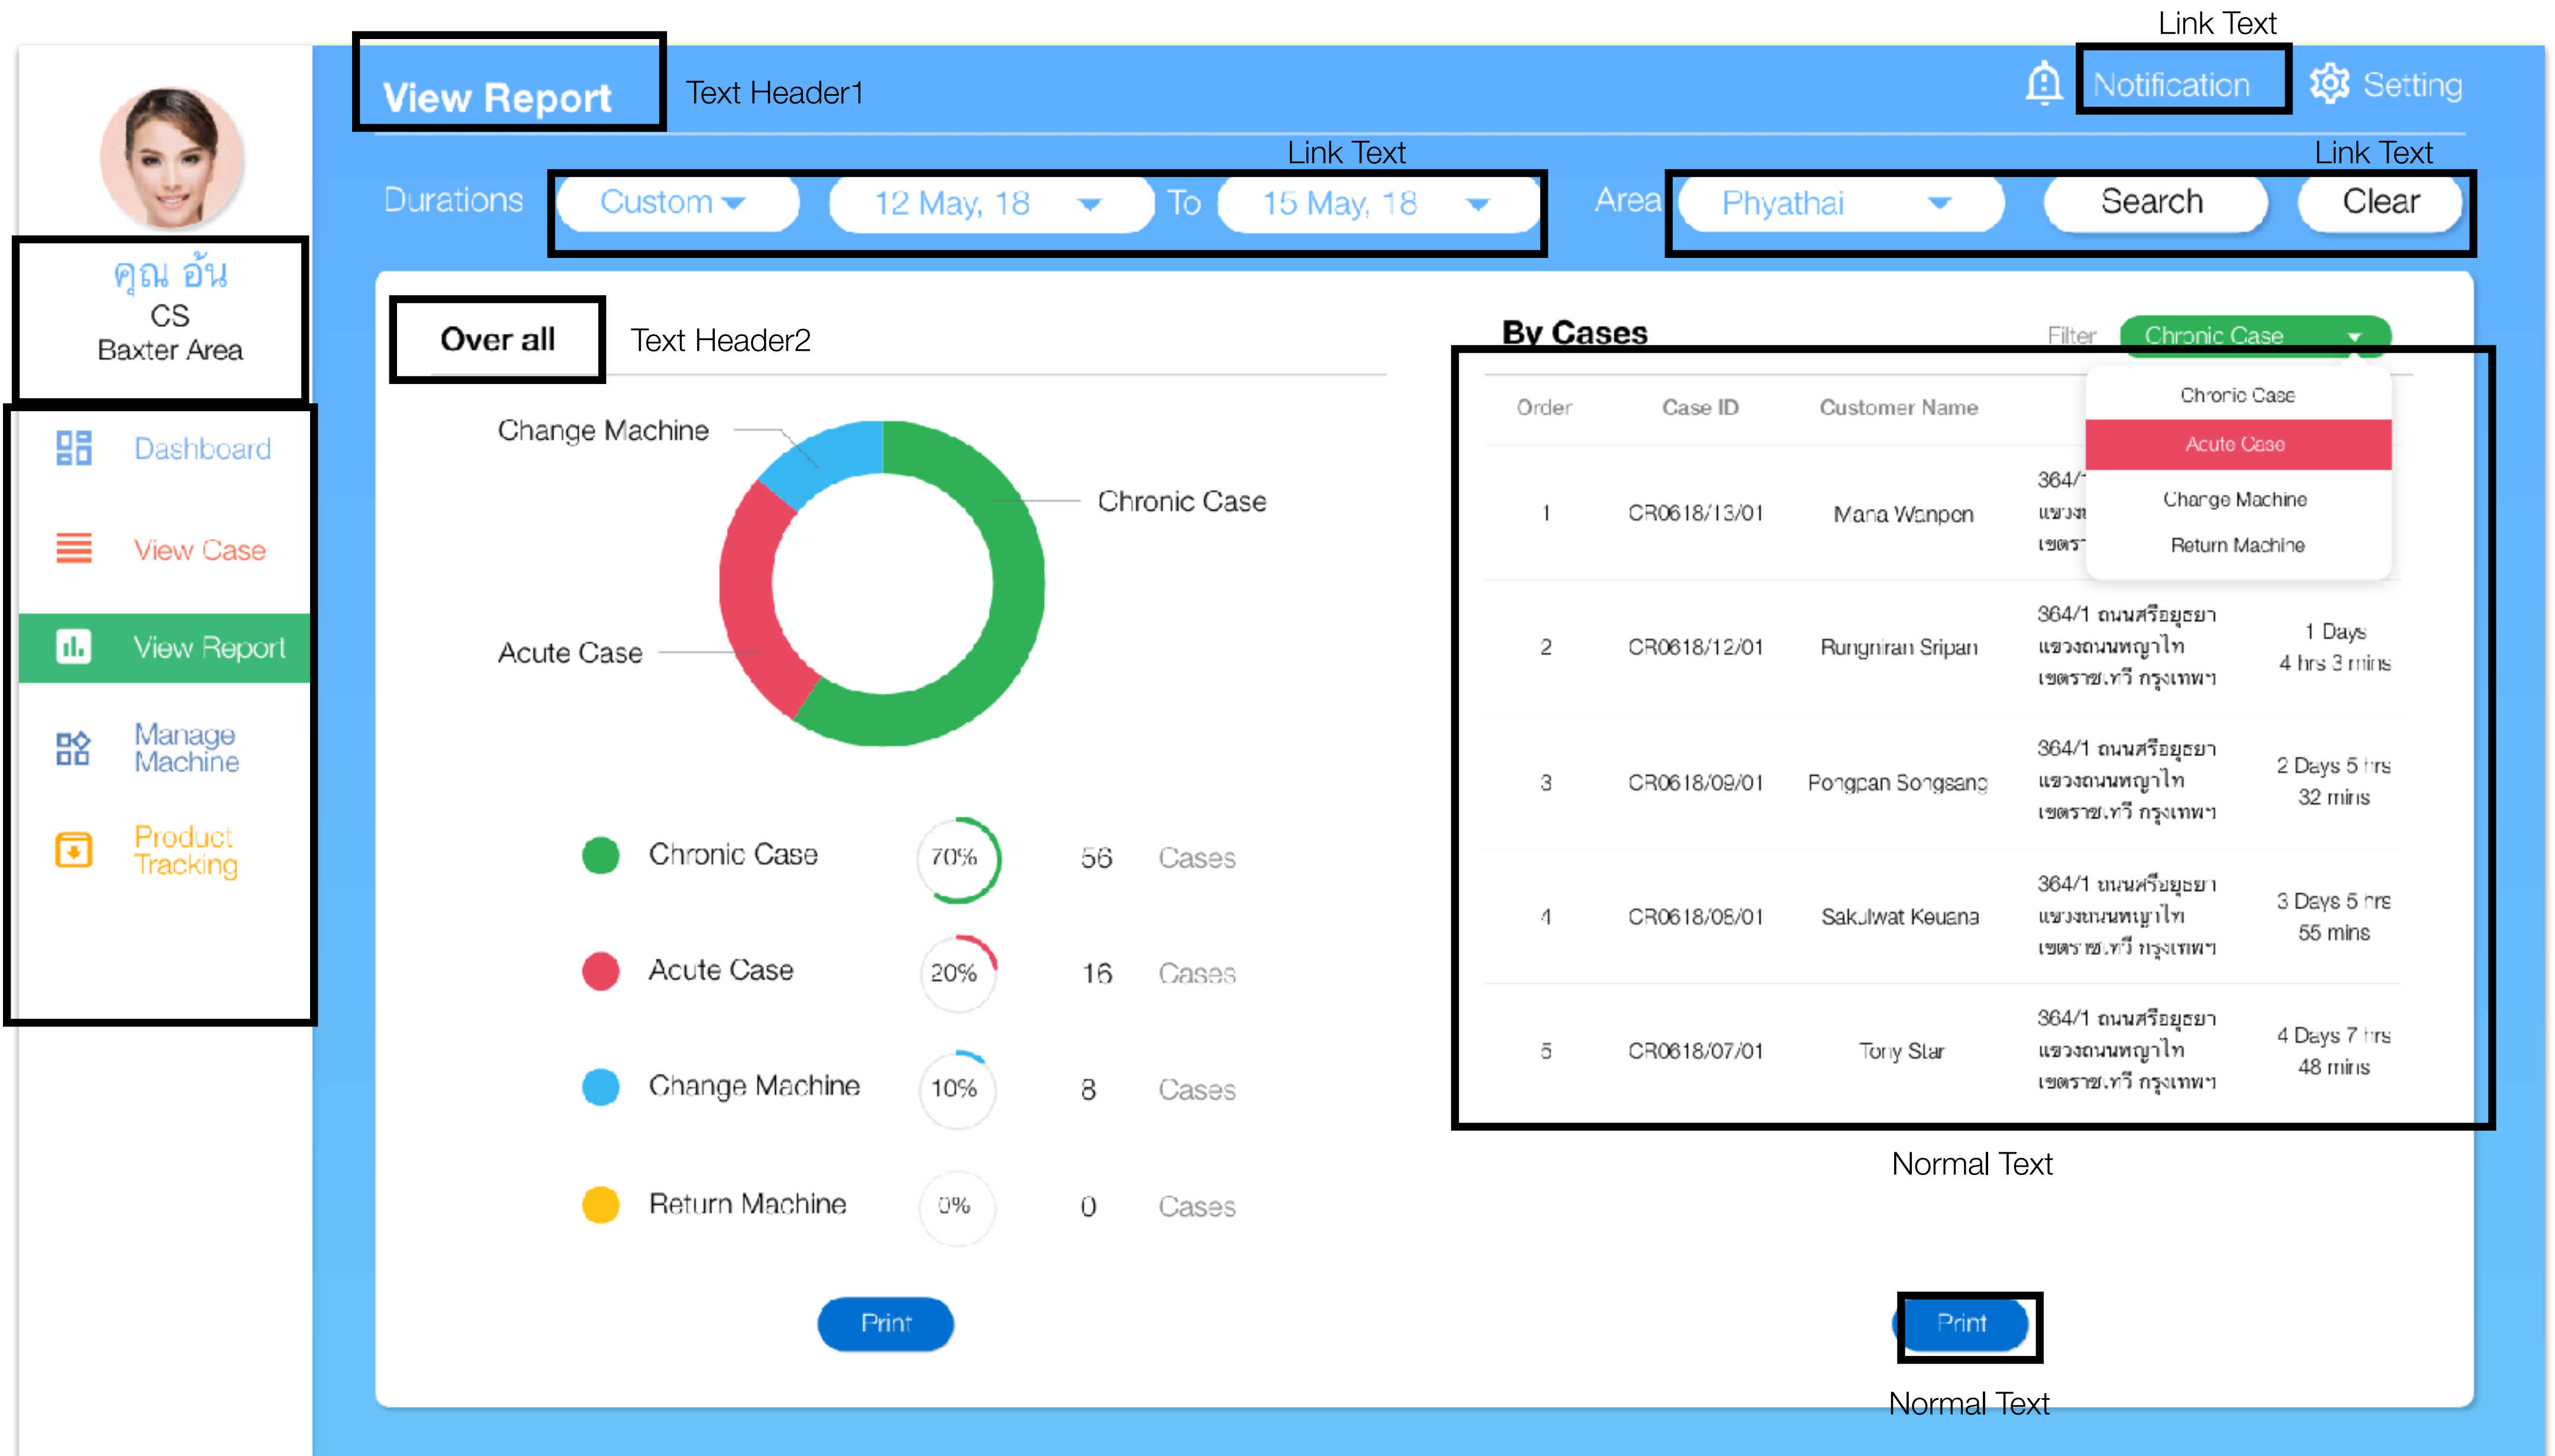 Link Text
View Report
Text Header1
Notification
Setting
Link Text
Link Text
Durations
Custom
12 May, 18
To
15 May, 18
Area
Phyathai
Search
Clear
คุณ อ้น
CS
Baxter Area
Dashboard
View Case
View Report
Manage
Machine
Product
Tracking
Over all
Text Header2
Change Machine
Chronic Case
Acute Case
Chronic Case
70%
56
Cases
Acute Case
20%
16
Cases
Change Machine
10%
8
Cases
Return Machine
0%
0
Cases
Print
By Cases
Filter
Chronic Case
Chronic Case
Acute Case
Change Machine
Return Machine
Order
Case ID
Customer Name
1
CR0618/13/01
Mana Wanpen
364/
2
CR0618/12/01
Rungniran Sripan
364/1 ถนนศรีอยุธยา
แขวงถนนพญาไท
เขตราชเทวี กรุงเทพฯ
1 Days
4 hrs 3 mins
3
CR0618/09/01
Pongpan Songsang
364/1 ถนนศรีอยุธยา
แขวงถนนพญาไท
เขตราชเทวี กรุงเทพฯ
2 Days 5 hrs
32 mins
4
CR0618/08/01
Sakulwat Keuana
364/1 ถนนศรีอยุธยา
แขวงถนนพญาไท
เขตราชเทวี กรุงเทพฯ
3 Days 5 hrs
55 mins
5
CR0618/07/01
Tony Star
364/1 ถนนศรีอยุธยา
แขวงถนนพญาไท
เขตราชเทวี กรุงเทพฯ
4 Days 7 hrs
48 mins
Normal Text
Print
Normal Text